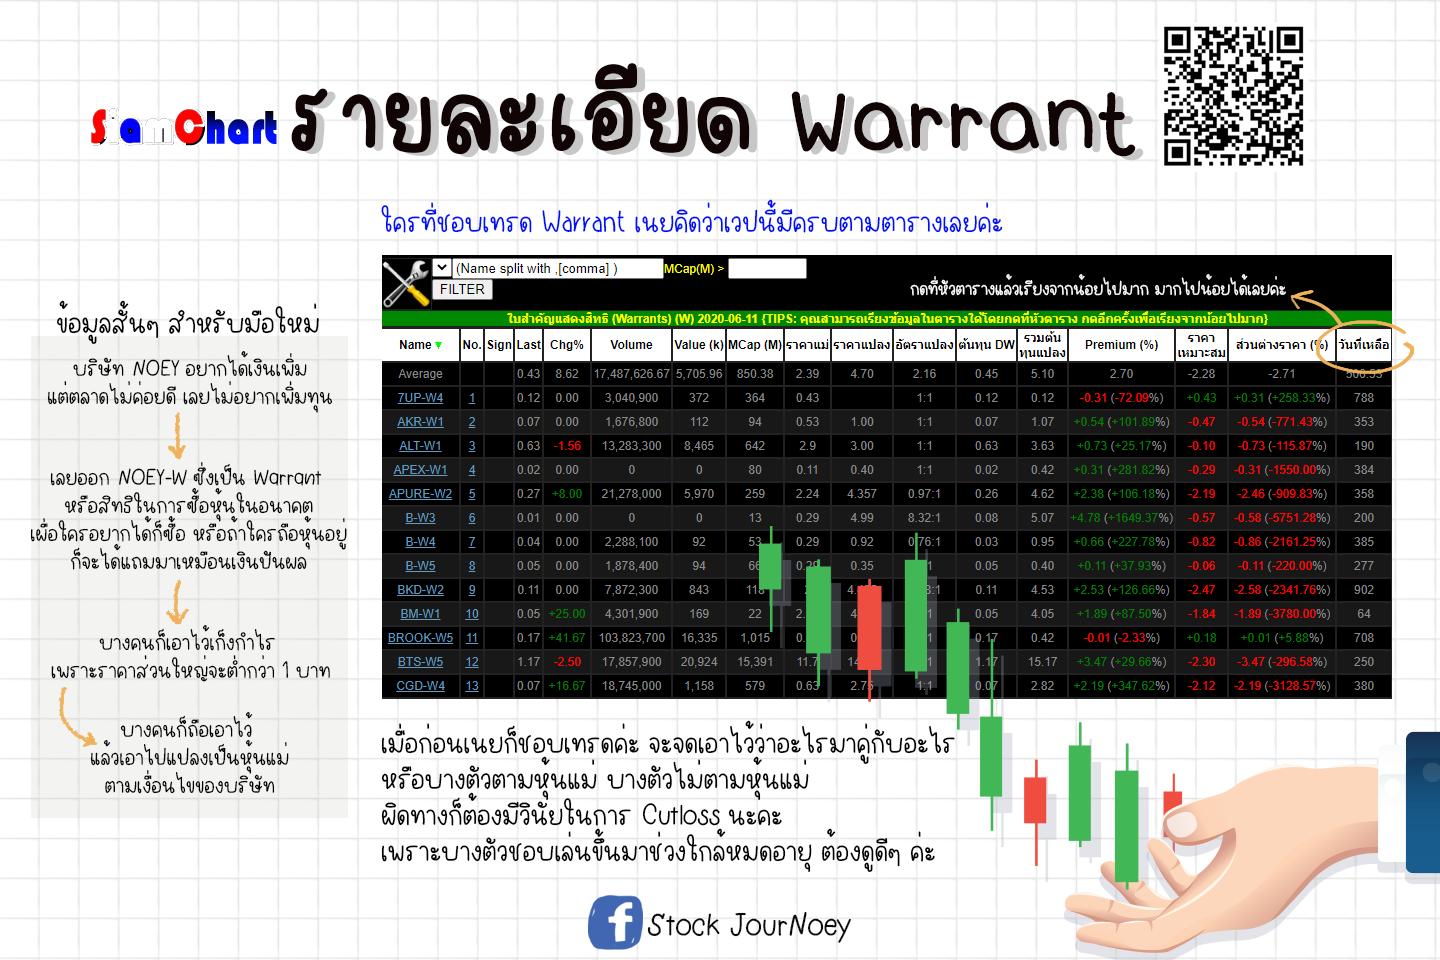 SiamChart รายละเอียด Warrant
ใครที่ชอบเทรด Warrant เนยคิดว่าเวปนี้มีครบตามตารางเลยค่ะ
ข้อมูลสั้นๆ สำหรับมือใหม่
บริษัท NOEY อยากได้เงินเพิ่ม
แต่ตลาดไม่ค่อยดี เลยไม่อยากเพิ่มทุน
เลยออก NOEY-W ซึ่งเป็น Warrant
หรือสิทธิในการซื้อหุ้นในอนาคต
เผื่อใครอยากได้ก็ซื้อ หรือถ้าใครถือหุ้นอยู่
ก็จะได้แถมมาเหมือนเงินปันผล
บางคนก็เอาไว้เก็งกำไร
เพราะราคาส่วนใหญ่จะต่ำกว่า 1 บาท
บางคนก็ถือเอาไว้
แล้วเอาไปแปลงเป็นหุ้นแม่
ตามเงื่อนไขของบริษัท
(Name split with ,[comma] ) MCap(M) >
FILTER
กดที่หัวตารางแล้วเรียงจากน้อยไปมาก มากไปน้อยได้เลยค่ะ
ใบสำคัญแสดงสิทธิ (Warrants) (W) 2020-06-11 {TIPS: คุณสามารถเรียงข้อมูลในตารางได้โดยกดที่หัวตาราง กดอีกครั้งเพื่อเรียงจากน้อยไปมาก}
Name No. Sign Last Chg% Volume Value (k) MCap (M) ราคาแม่ ราคาแปลง อัตราแปลง ต้นทุน DW รวมต้นทุนแปลง Premium (%) ราคาเหมาะสม ส่วนต่างราคา (%) วันที่เหลือ
Average 0.43 8.62 17,487,626.67 5,705.96 850.38 2.39 4.70 2.16 0.45 5.10 2.70 -2.28 -2.71 506.53
7UP-W4 1 0.12 0.00 3,040,900 372 364 0.43 1:1 0.12 0.12 -0.31 (-72.09%) +0.43 +0.31 (+258.33%) 788
AKR-W1 2 0.07 0.00 1,676,800 112 94 0.53 1.00 1:1 0.07 1.07 +0.54 (+101.89%) -0.47 -0.54 (-771.43%) 353
ALT-W1 3 0.63 -1.56 13,283,300 8,465 642 2.9 3.00 1:1 0.63 3.63 +0.73 (+25.17%) -0.10 -0.73 (-115.87%) 190
APEX-W1 4 0.02 0.00 0 0 80 0.11 0.40 1:1 0.02 0.42 +0.31 (+281.82%) -0.29 -0.31 (-1550.00%) 384
APURE-W2 5 0.27 +8.00 21,278,000 5,970 259 2.24 4.357 0.97:1 0.26 4.62 +2.38 (+106.18%) -2.19 -2.46 (-909.83%) 358
B-W3 6 0.01 0.00 0 0 13 0.29 4.99 8.32:1 0.08 5.07 +4.78 (+1649.37%) -0.57 -0.58 (-5751.28%) 200
B-W4 7 0.04 0.00 2,288,100 92 53 0.29 0.92 0.76:1 0.03 0.95 +0.66 (+227.78%) -0.82 -0.86 (-2161.25%) 385
B-W5 8 0.05 0.00 1,878,400 94 0.35 0.05 0.40 +0.11 (+37.93%) -0.06 -0.11 (-220.00%) 277
BKD-W2 9 0.11 0.00 7,872,300 843 118 0.11 4.53 +2.53 (+126.66%) -2.47 -2.58 (-2341.76%) 902
BM-W1 10 0.05 +25.00 4,301,900 169 22 0.05 4.05 +1.89 (+87.50%) -1.84 -1.89 (-3780.00%) 64
BROOK-W5 11 0.17 +41.67 103,823,700 16,335 1,015 0.17 0.42 -0.01 (-2.33%) +0.18 +0.01 (+5.88%) 708
BTS-W5 12 1.17 -2.50 17,857,900 20,924 15,391 1.17 15.17 +3.47 (+29.66%) -2.30 -3.47 (-296.58%) 250
CGD-W4 13 0.07 +16.67 18,745,000 1,158 579 0.63 2.75 1:1 0.07 2.82 +2.19 (+347.62%) -2.12 -2.19 (-3128.57%) 380
เมื่อก่อนเนยก็ชอบเทรดค่ะ จะจดเอาไว้ว่าอะไรมาคู่กับอะไร
หรือบางตัวตามหุ้นแม่ บางตัวไม่ตามหุ้นแม่
ผิดทางก็ต้องมีวินัยในการ Cutloss นะคะ
เพราะบางตัวชอบเล่นขึ้นมาช่วงใกล้หมดอายุ ต้องดูดีๆ ค่ะ
f Stock JourNoey